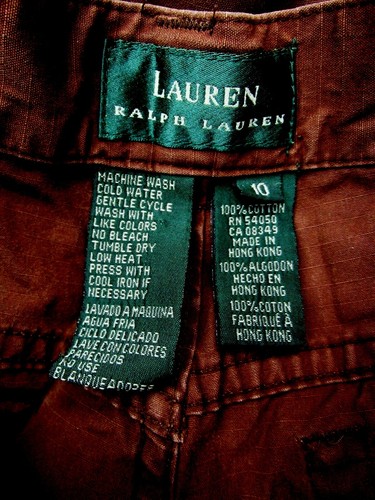 LAUREN
RALPH LAUREN
MACHINE WASH
COLD WATER
GENTLE CYCLE
WASH WITH
LIKE COLORS
NO BLEACH
TUMBLE DRY
LOW HEAT
PRESS WITH
COOL IRON IF
NECESSARY
LAVADO A MAQUINA
AGUA FRIA
CICLO DELICADO
LAVE CON COLORES
PARECIDOS
NO USE
BLANQUEADORES
10
100% COTTON
RN 54050
CA 08349
MADE IN
HONG KONG
100% ALGODON
HECHO EN
HONG KONG
100% COTON
FABRIQUÉ À
HONG KONG